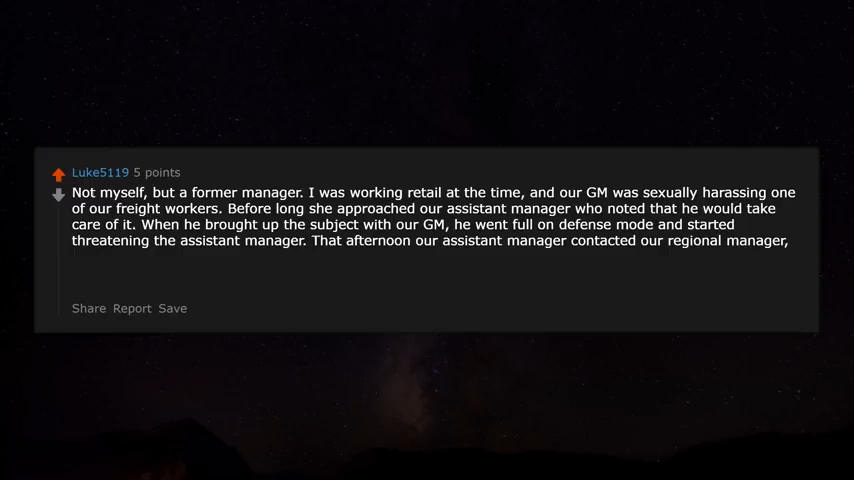 Luke5119 5 points
Not myself, but a former manager. I was working retail at the time, and our GM was sexually harassing one
of our freight workers. Before long she approached our assistant manager who noted that he would take
care of it. When he brought up the subject with our GM, he went full on defense mode and started
threatening the assistant manager. That afternoon our assistant manager contacted our regional manager,
Share Report Save